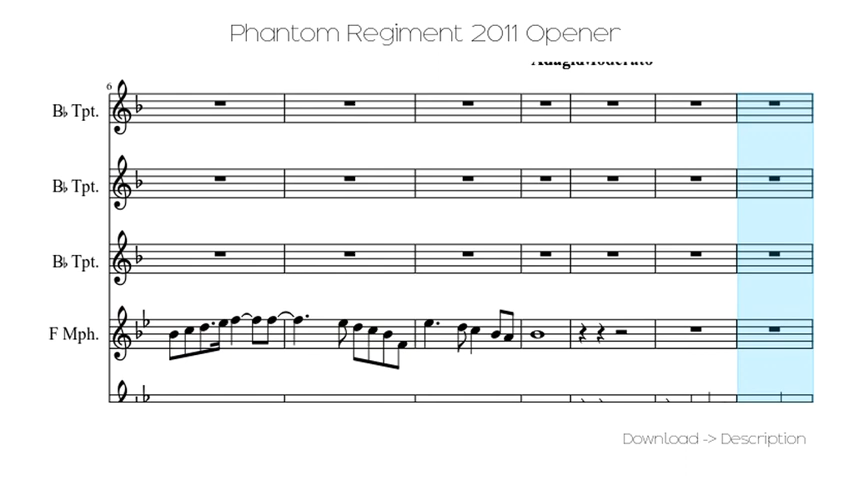 Phantom Regiment 2011 Opener
6
B♭ Tpt.
B♭ Tpt.
B♭ Tpt.
F Mph.
Download -> Description